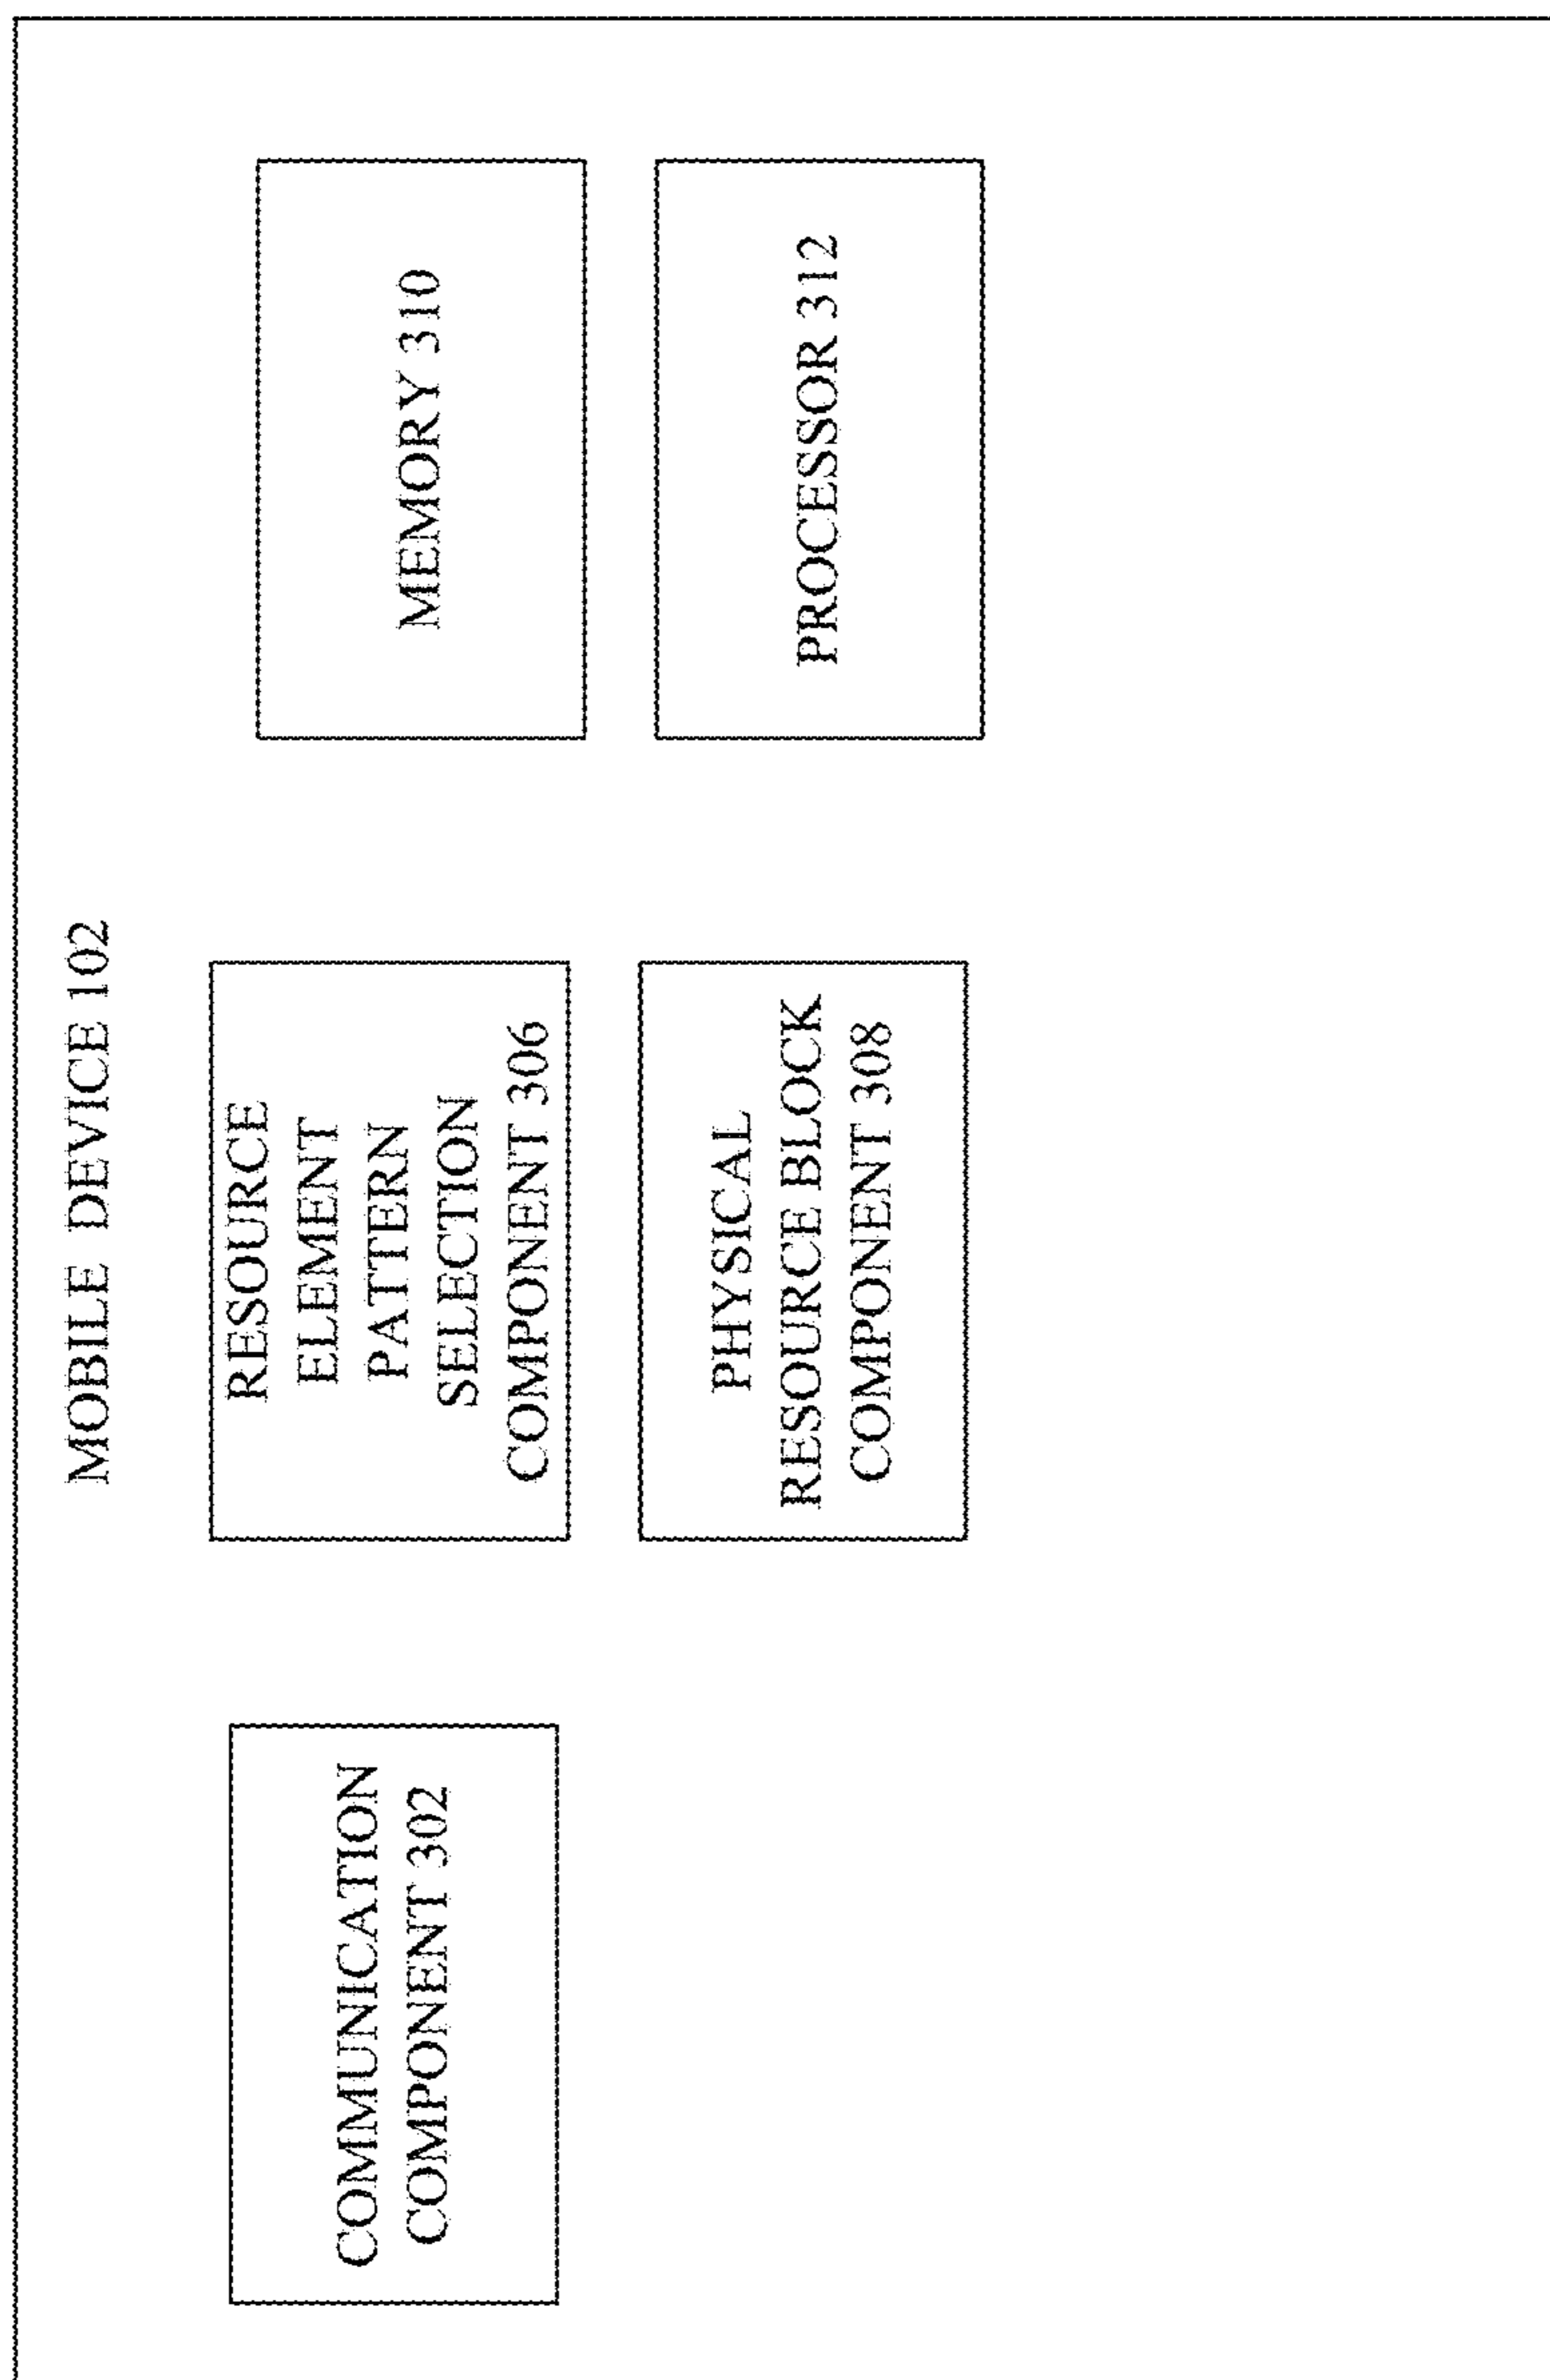 MOBILE DEVICE 102
COMMUNICATION
COMPONENT 302
RESOURCE
ELEMENT
PATTERN
SELECTION
COMPONENT 306
PHYSICAL
RESOURCE BLOCK
COMPONENT 308
MEMORY 310
PROCESSOR 312